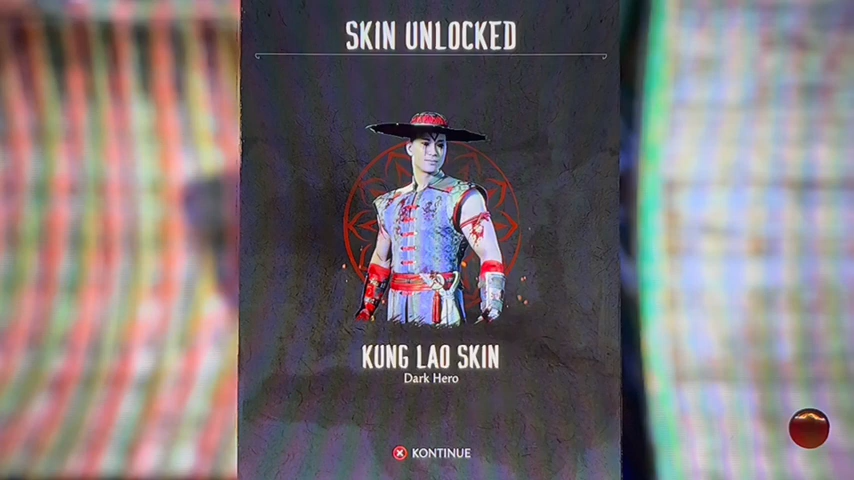 SKIN UNLOCKED
KUNG LAO SKIN
Dark Hero
KONTINUE